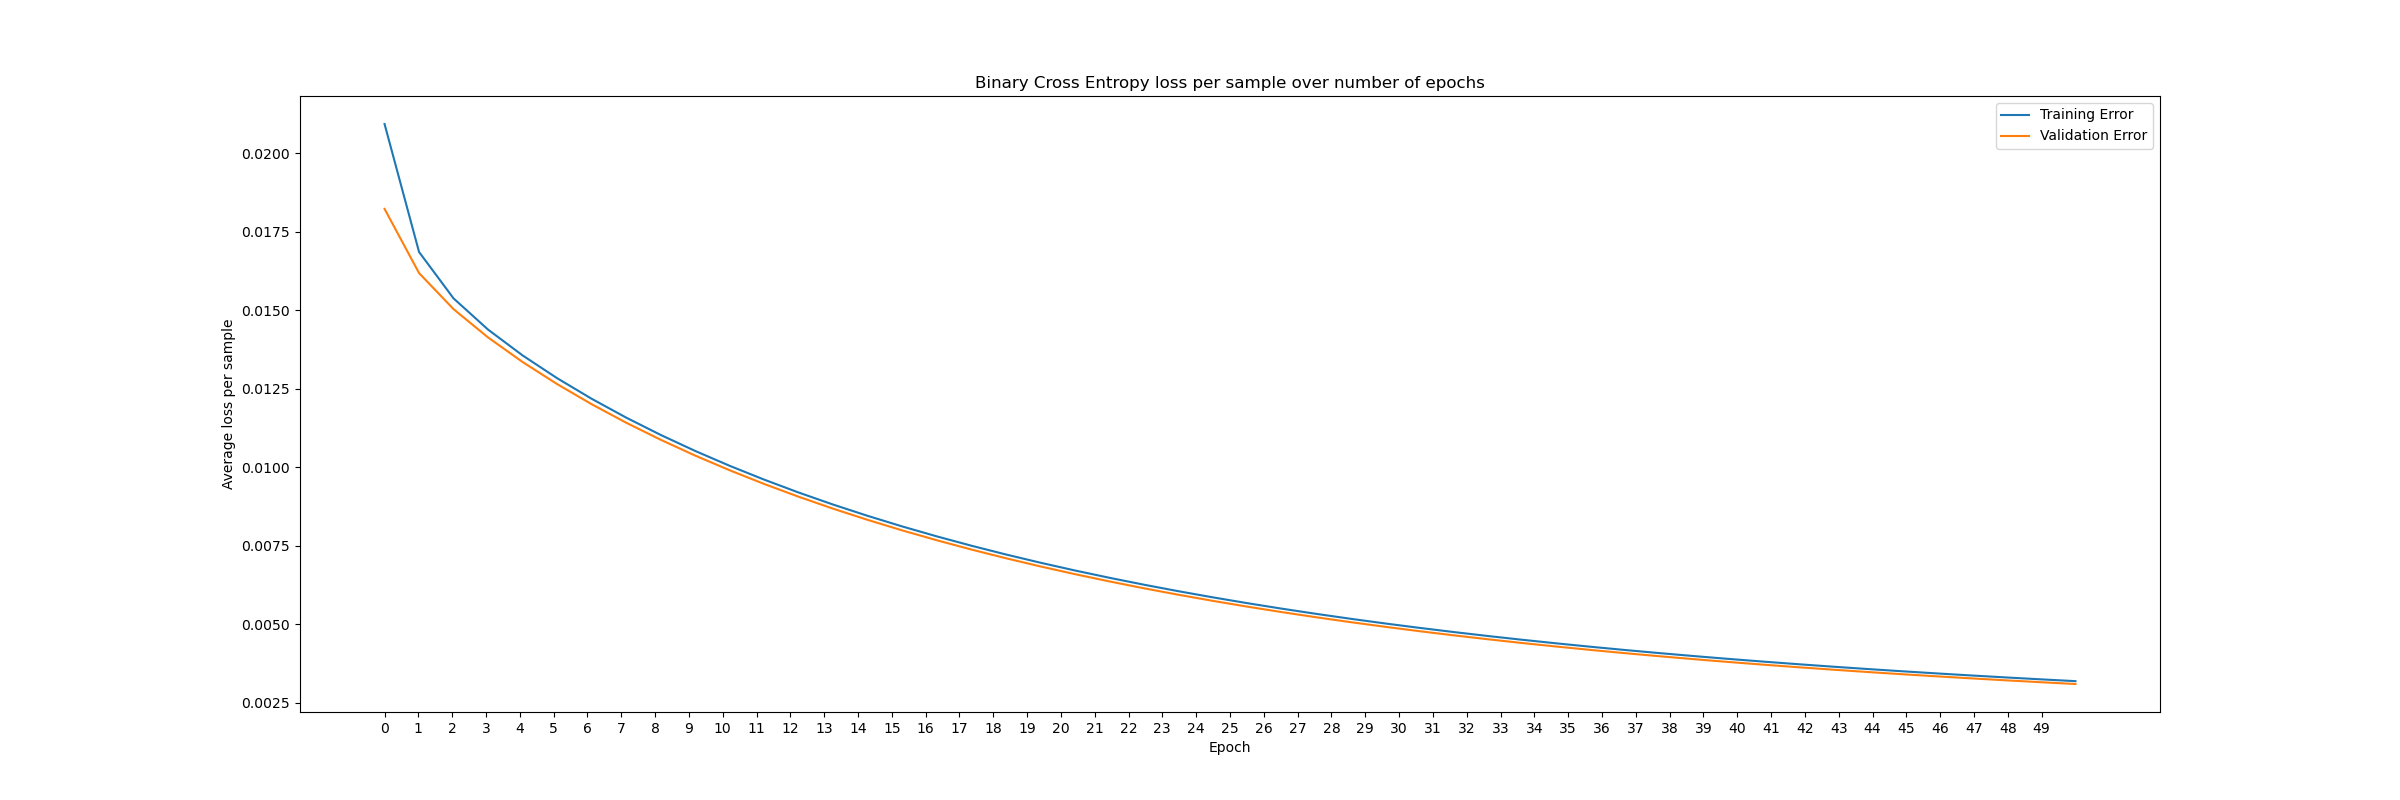 Binary Cross Entropy loss per sample over number of epochs
Training Error
Validation Error
0.0200
0.0175
0.0150
0.0125
0.0100
0.0075
0.0050
0.0025
Average loss per sample
0 1 2 3 4 5 6 7 8 9 10 11 12 13 14 15 16 17 18 19 20 21 22 23 24 25 26 27 28 29 30 31 32 33 34 35 36 37 38 39 40 41 42 43 44 45 46 47 48 49
Epoch